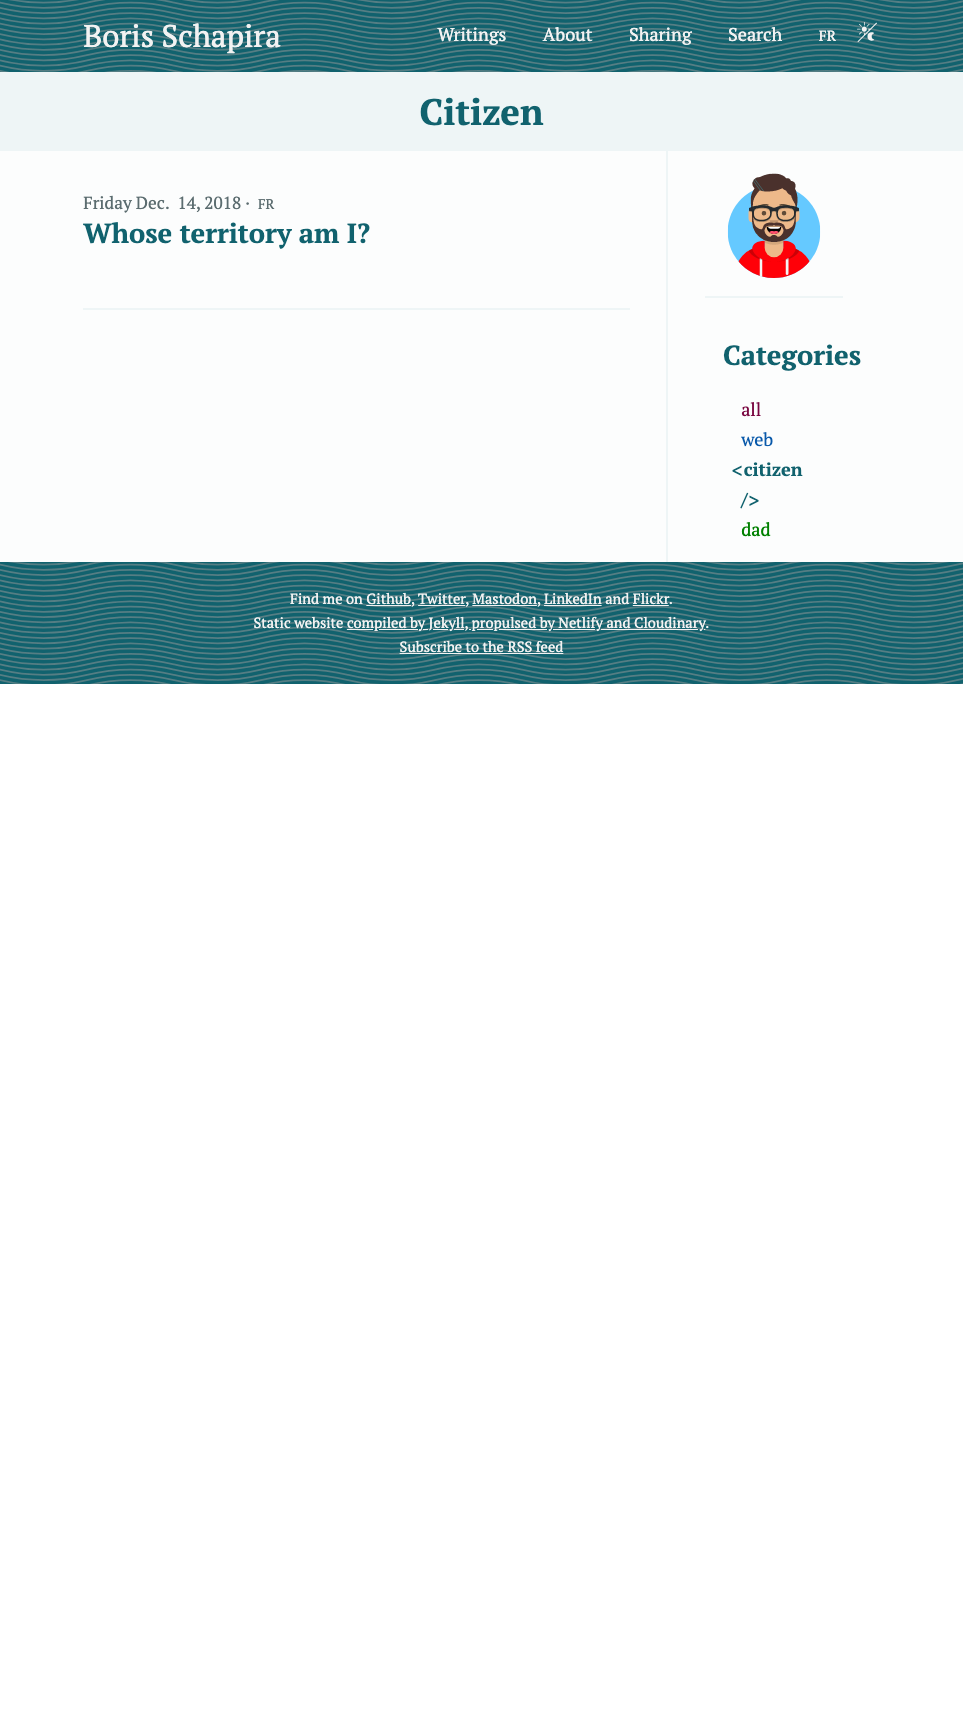 Boris Schapira
Writings About Sharing Search FR
Citizen
Friday Dec. 14, 2018 · FR
Whose territory am I?
Categories
all
web
<citizen
/>
dad
Find me on Github, Twitter, Mastodon, LinkedIn and Flickr.
Static website compiled by Jekyll, propulsed by Netlify and Cloudinary.
Subscribe to the RSS feed